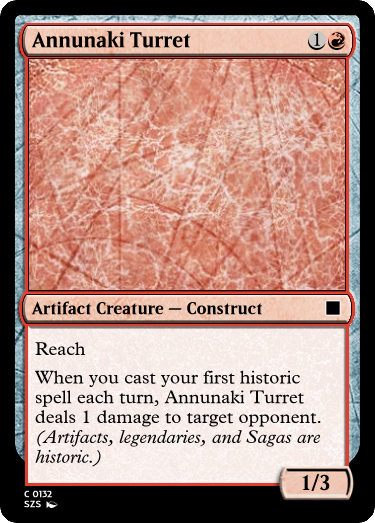 Annunaki Turret 1
Artifact Creature — Construct
Reach
When you cast your first historic
spell each turn, Annunaki Turret
deals 1 damage to target opponent.
(Artifacts, legendaries, and Sagas are
historic.)
1/3
C 0132
SZS